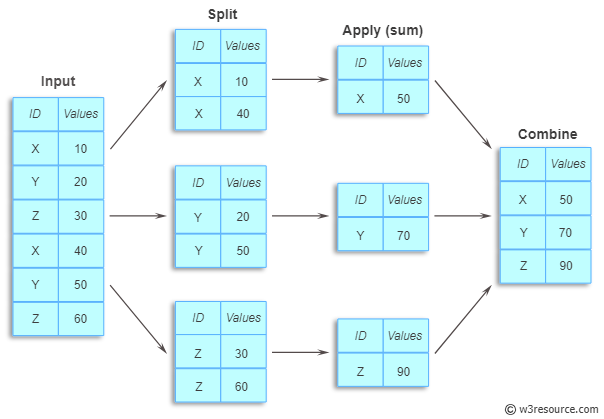 Input
ID Values
X 10
Y 20
Z 30
X 40
Y 50
Z 60
Split
ID Values
X 10
X 40
ID Values
Y 20
Y 50
ID Values
Z 30
Z 60
Apply (sum)
ID Values
X 50
ID Values
Y 70
ID Values
Z 90
Combine
ID Values
X 50
Y 70
Z 90
© w3resource.com